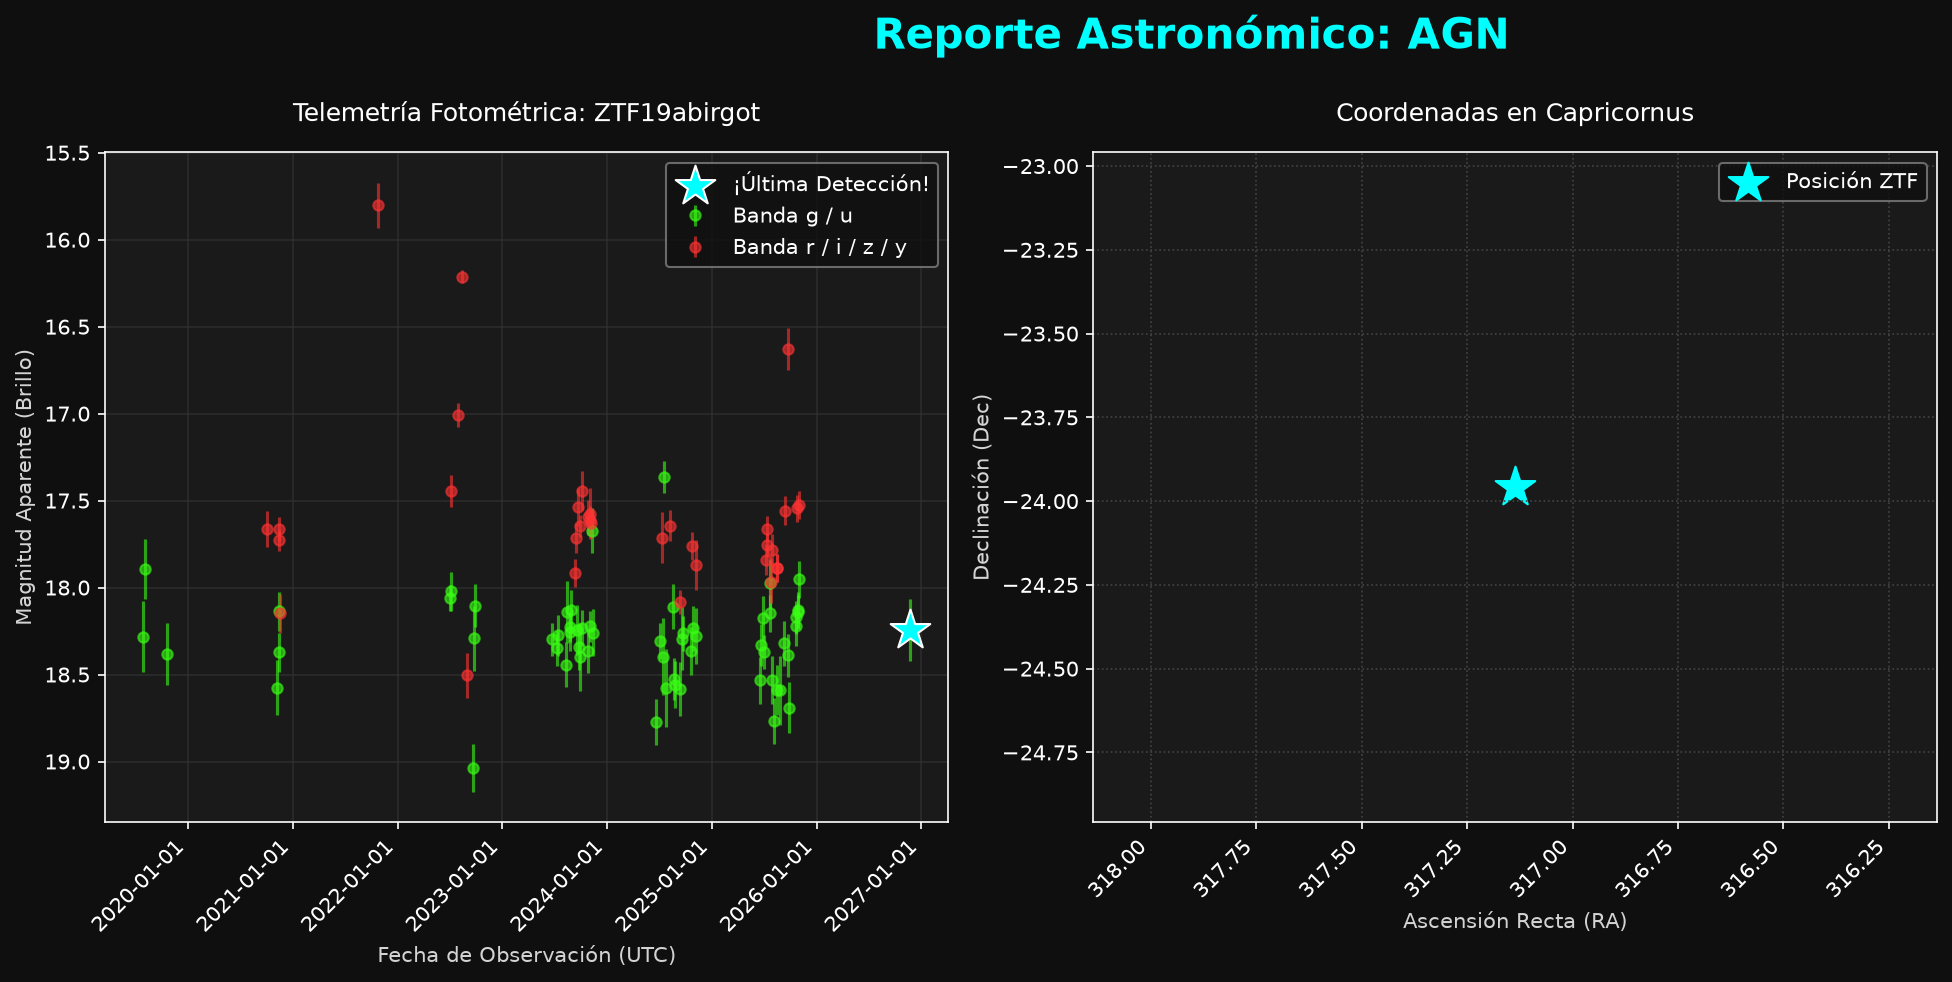 Reporte Astronómico: AGN
Telemetría Fotométrica: ZTF19abirgot
15.5
16.0
16.5
17.0
17.5
18.0
18.5
19.0
Magnitud Aparente (Brillo)
¡Última Detección!
Banda g / u
Banda r / i / z / y
2020-01-01
2021-01-01
2022-01-01
2023-01-01
2024-01-01
2025-01-01
2026-01-01
2027-01-01
Fecha de Observación (UTC)
Coordenadas en Capricornus
−23.00
−23.25
−23.50
−23.75
−24.00
−24.25
−24.50
−24.75
Declinación (Dec)
Posición ZTF
318.00
317.75
317.50
317.25
317.00
316.75
316.50
316.25
Ascensión Recta (RA)